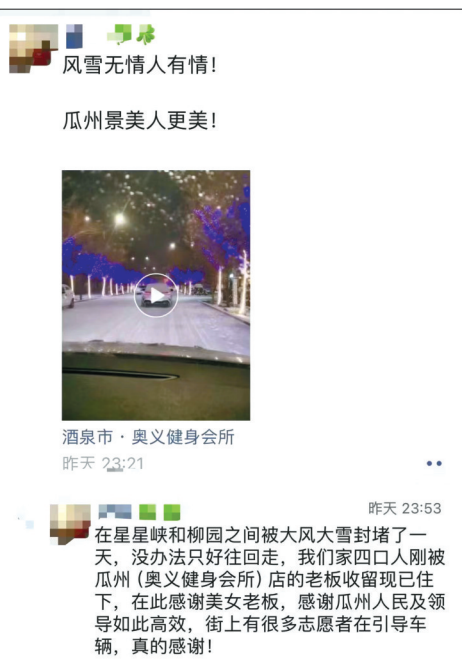 风雪无情人有情！
瓜州景美人更美！
酒泉市·奥义健身会所
昨天 23:21
昨天 23:53
在星星峡和柳园之间被大风大雪封堵了一
天，没办法只好往回走，我们家四口人刚被
瓜州（奥义健身会所）店的老板收留现已住
下，在此感谢美女老板，感谢瓜州人民及领
导如此高效，街上有很多志愿者在引导车
辆，真的感谢！